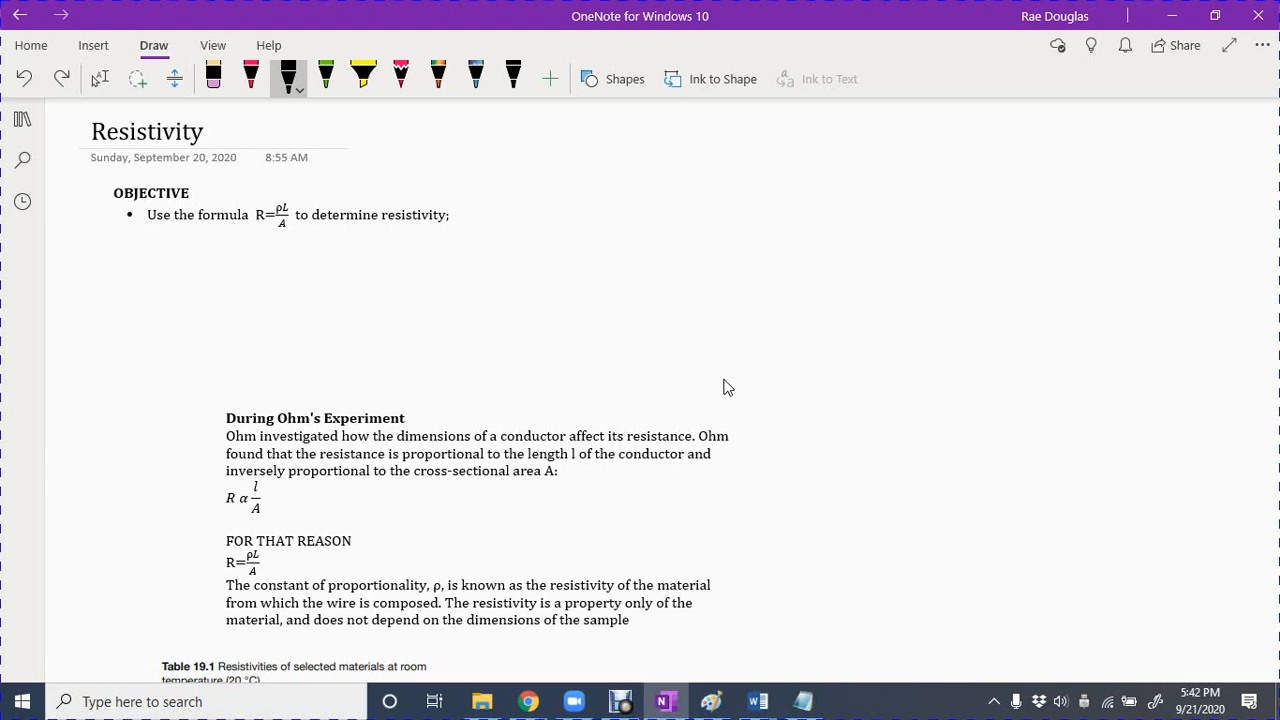 OneNote for Windows 10
Rae Douglas
Home Insert Draw View Help
Share
Shapes Ink to Shape Ink to Text
Resistivity
Sunday, September 20, 2020 8:55 AM
OBJECTIVE
• Use the formula R=ρL/A to determine resistivity;
During Ohm's Experiment
Ohm investigated how the dimensions of a conductor affect its resistance. Ohm
found that the resistance is proportional to the length l of the conductor and
inversely proportional to the cross-sectional area A:
R α l/A
FOR THAT REASON
R=ρL/A
The constant of proportionality, ρ, is known as the resistivity of the material
from which the wire is composed. The resistivity is a property only of the
material, and does not depend on the dimensions of the sample
Table 19.1 Resistivities of selected materials at room
temperature (20 °C)
Type here to search
5:42 PM
9/21/2020